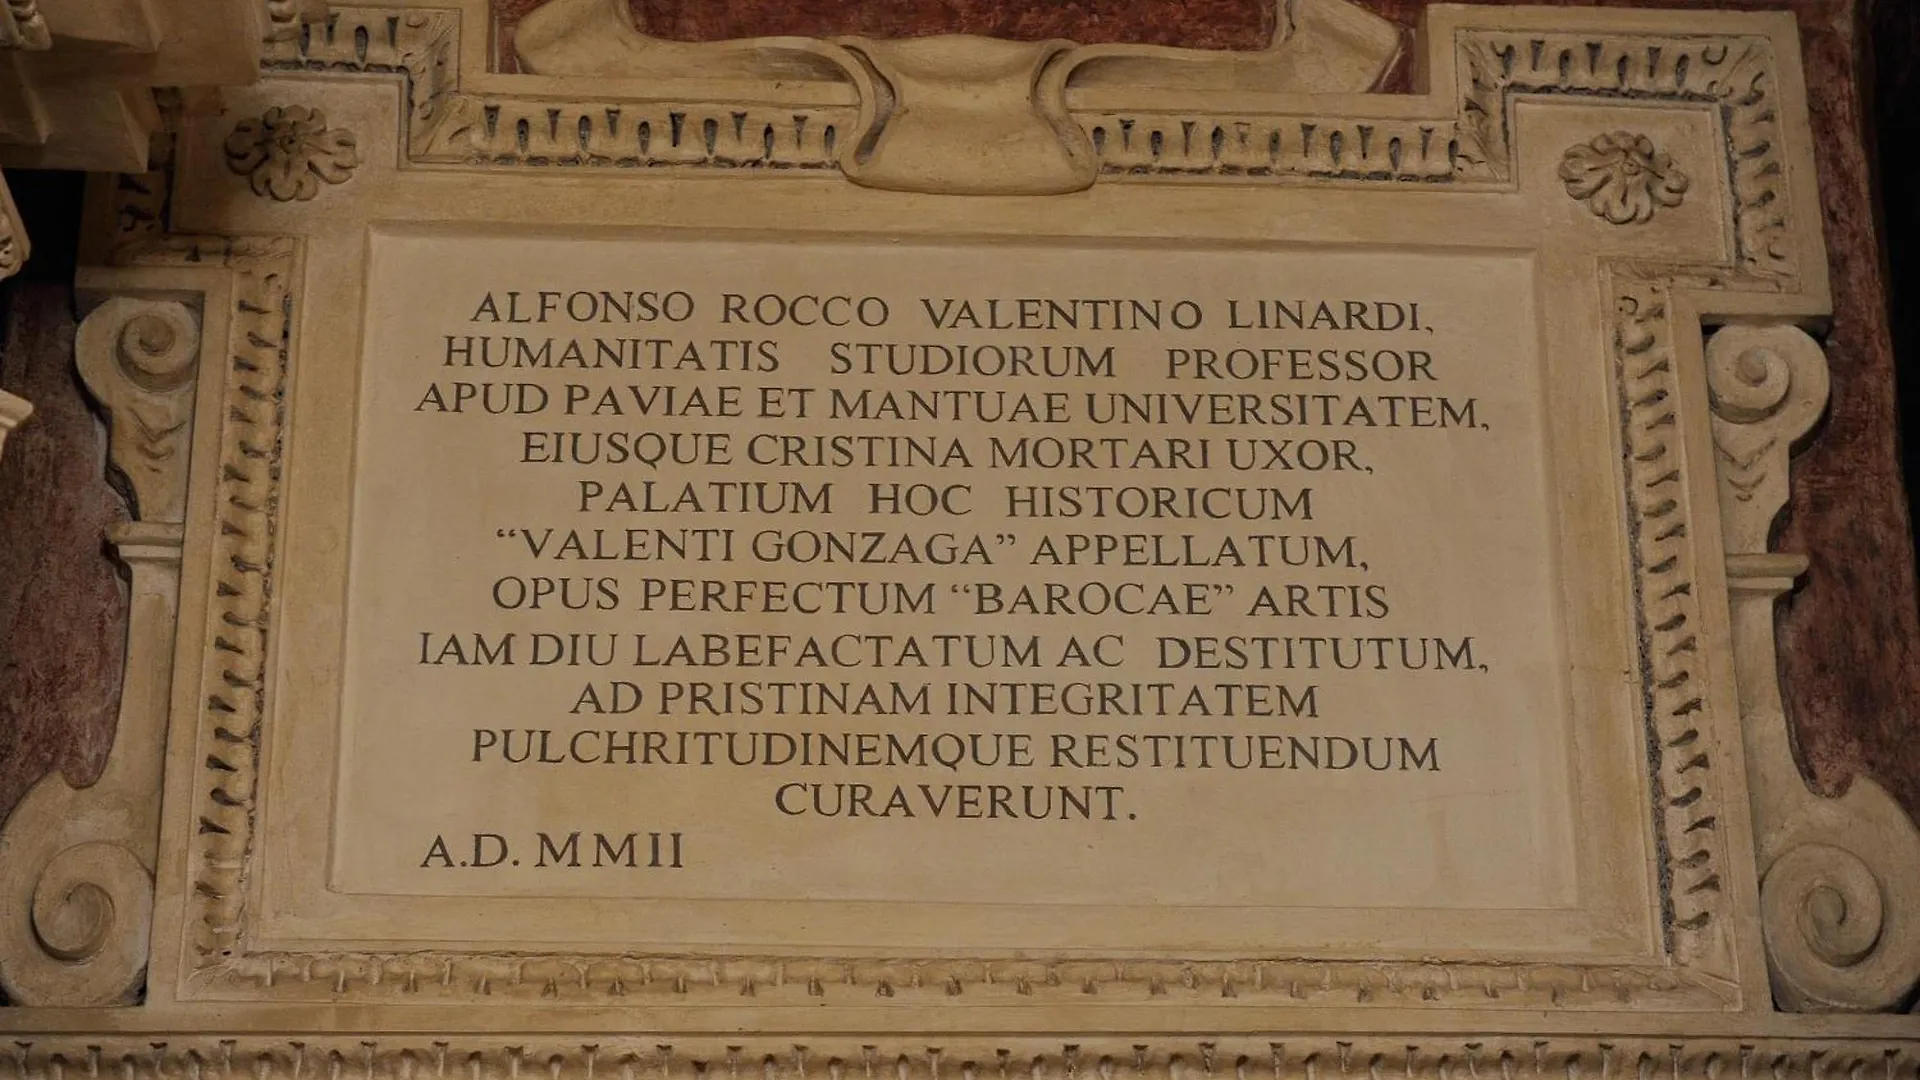 ALFONSO ROCCO VALENTINO LINARDI,
HUMANITATIS STUDIORUM PROFESSOR
APUD PAVIAE ET MANTUAE UNIVERSITATEM,
EIUSQUE CRISTINA MORTARI UXOR,
PALATIUM HOC HISTORICUM
“VALENTI GONZAGA” APPELLATUM,
OPUS PERFECTUM “BAROCAE” ARTIS
IAM DIU LABEFACTATUM AC DESTITUTUM,
AD PRISTINAM INTEGRITATEM
PULCHRITUDINEMQUE RESTITUENDUM
CURAVERUNT.
A.D. MMII